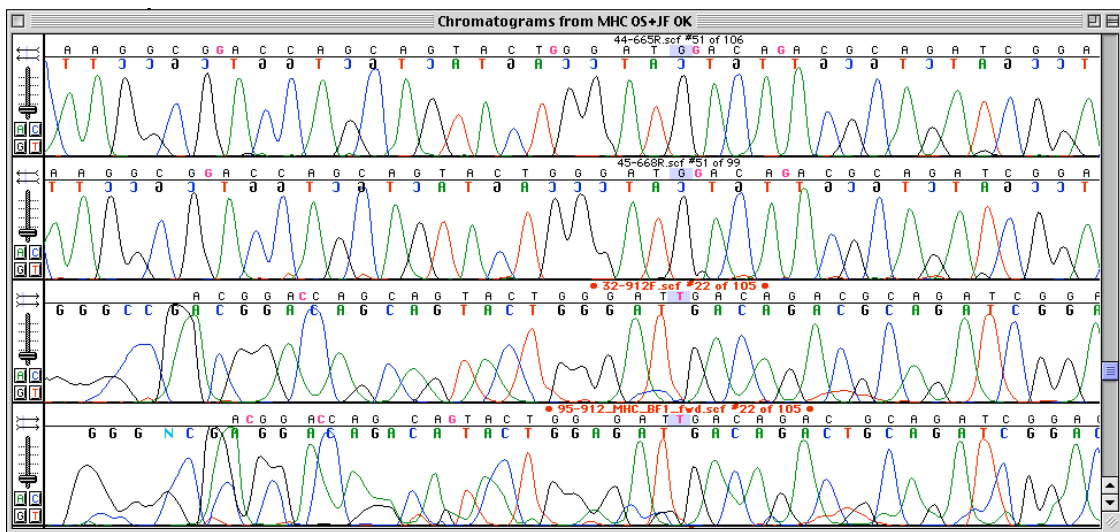 Chromatograms from MHC OS+JF OK
44-665R.scf #51 of 106
A A G G C G G A C C A G C A G T A C T G G G A T G G A C A G A C G C A G A T C G G A
T T C C G C T G G T C G T C A T G A C C T A C T G T T G C G T C T A G C C T
A C
G T
45-668R.scf #51 of 99
A A G G C G G A C C A G C A G T A C T G G G A T G G A C A G A C G C A G A T C G G A
T T C C G C T G G T C G T C A T G A C C C T A C T G T T G C G T C T A G C C T
A C
G T
• 32-912F.scf #22 of 105 •
A C G G A C C A G C A G T A C T G G G A T T G A C A G A C G C A G A T C G G A
G G G C C G A C G G A C A G C A G T A C T G G G A T G A C A G A C G C A G A T C G G A
A C
G T
• 95-912_MHC_BF1_fwd.scf #22 of 105 •
A C G G A C C A G C A G T A C T G G G A T T G A C A G A C G C A G A T C G G A G
G G G N C G A G G A C A G A C A T A C T G G A G A T G A C A G A C T G C A G A T C G G A C
A C
G T